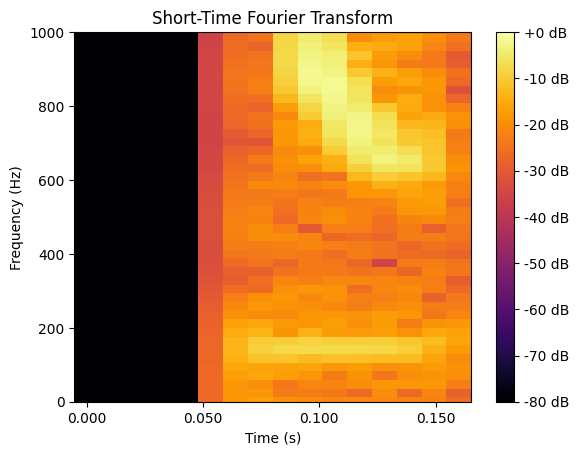 Short-Time Fourier Transform
Frequency (Hz)
1000
800
600
400
200
0
0.000
0.050
0.100
0.150
Time (s)
+0 dB
-10 dB
-20 dB
-30 dB
-40 dB
-50 dB
-60 dB
-70 dB
-80 dB